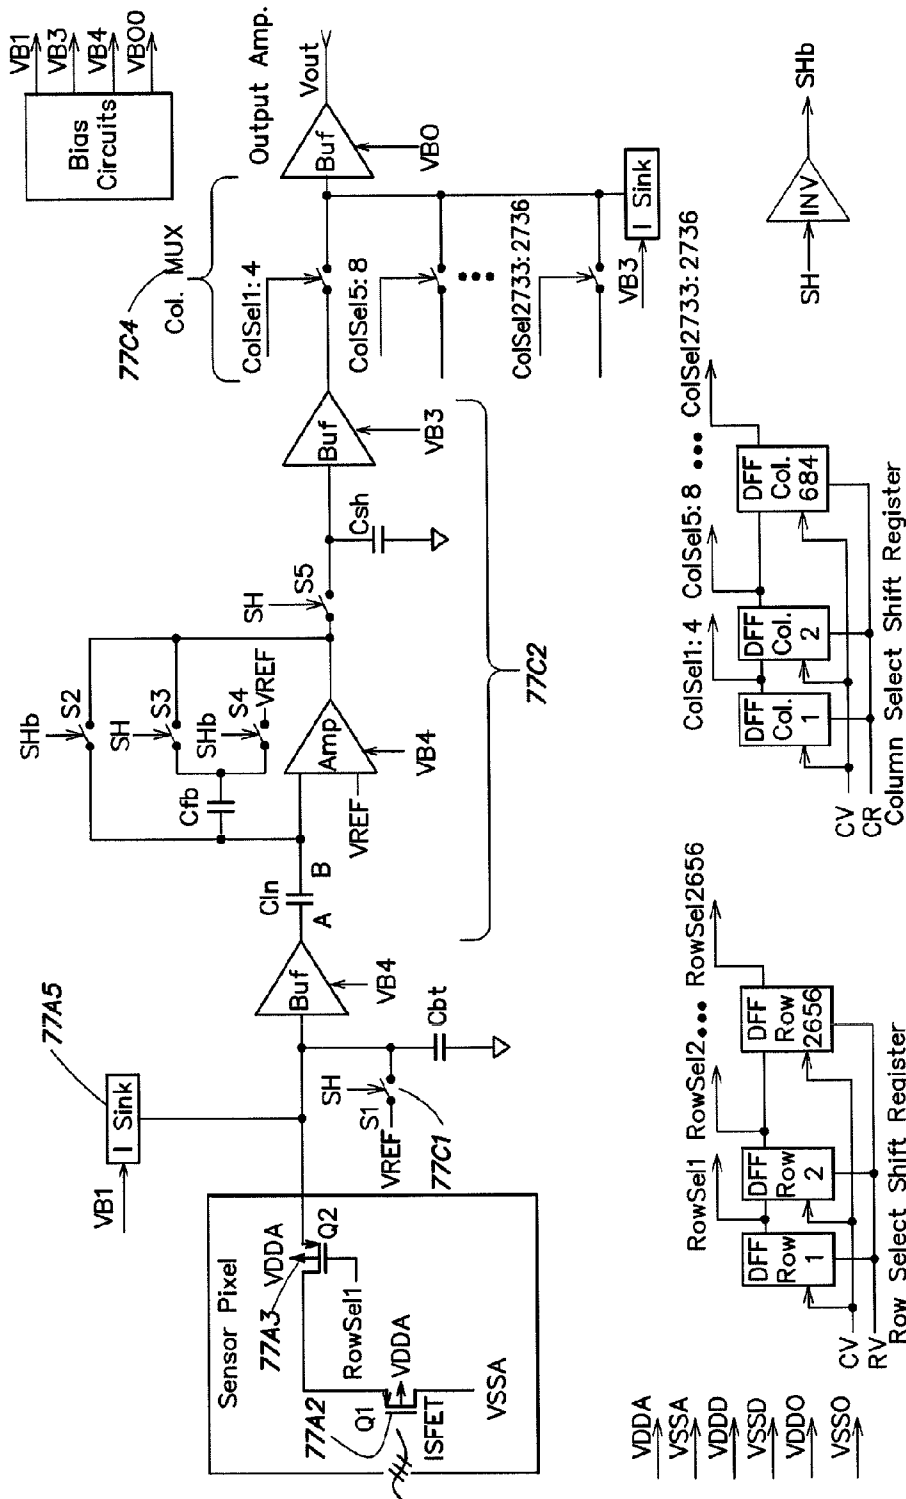 VB1
I Sink
77A5
Sensor Pixel
77A3
VDDA
Q2
RowSel1
77A2
Q1
VDDA
ISFET
VSSA
SH
S1
VREF
77C1
Cbt
Buf
VB4
CIn
A
B
SHb
S2
SH
S3
SHb
S4
VREF
Cfb
Amp
VREF
VB4
SH
S5
Csh
Buf
VB3
77C2
77C4
Col. MUX
ColSel1:4
ColSel5:8
ColSel2733:2736
VB3
I Sink
Output Amp.
Buf
Vout
VB0
Bias
Circuits
VB1
VB3
VB4
VB00
VDDA
VSSA
VDDD
VSSD
VDDO
VSSO
RowSel1
RowSel2...
RowSel2656
DFF
Row
1
DFF
Row
2
DFF
Row
2656
CV
RV
Row Select Shift Register
ColSel1:4
ColSel5:8 ...
ColSel2733:2736
DFF
Col.
1
DFF
Col.
2
DFF
Col.
684
CV
CR
Column Select Shift Register
SH
INV
SHb